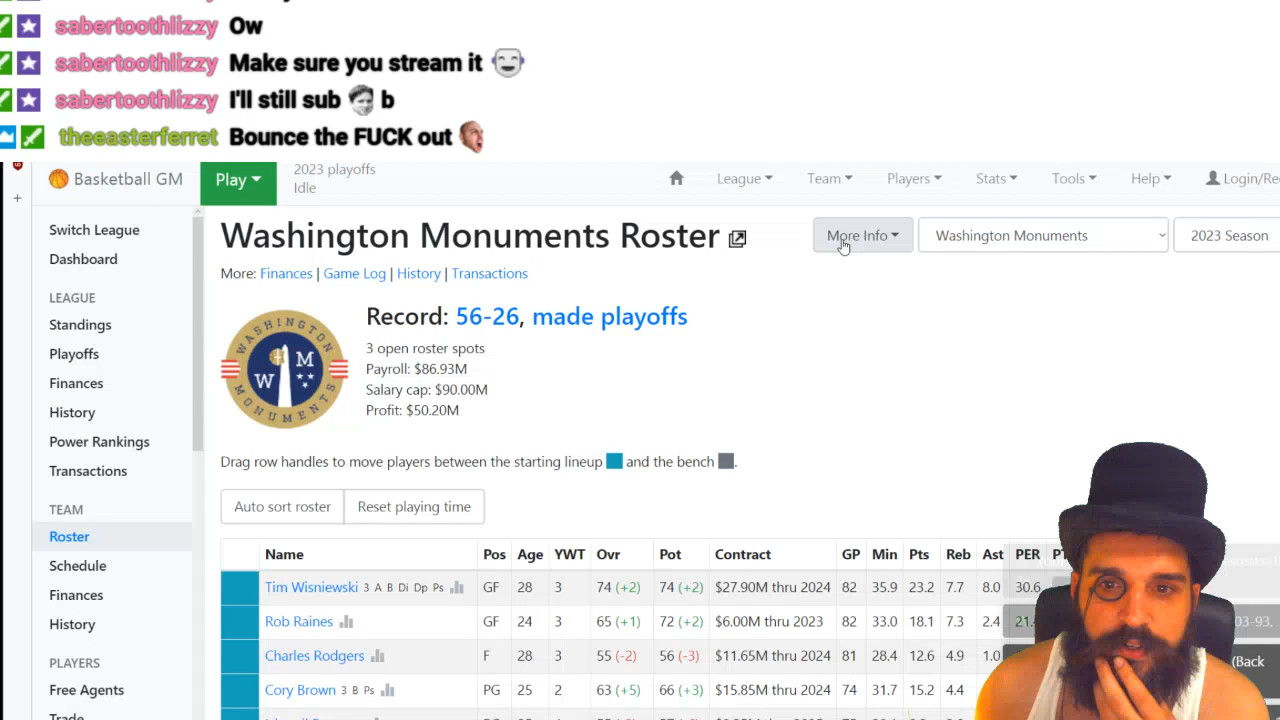 sabertoothlizzy Ow
sabertoothlizzy Make sure you stream it
sabertoothlizzy I'll still sub b
theeasterferret Bounce the FUCK out
Basketball GM
Play
2023 playoffs
Idle
League
Team
Players
Stats
Tools
Help
Login/Re
Switch League
Dashboard
LEAGUE
Standings
Playoffs
Finances
History
Power Rankings
Transactions
TEAM
Roster
Schedule
Finances
History
PLAYERS
Free Agents
Trade
Washington Monuments Roster
More Info
Washington Monuments
2023 Season
More: Finances | Game Log | History | Transactions
WASHINGTON
W M
MONUMENTS
Record: 56-26, made playoffs
3 open roster spots
Payroll: $86.93M
Salary cap: $90.00M
Profit: $50.20M
Drag row handles to move players between the starting lineup and the bench .
Auto sort roster
Reset playing time
Name Pos Age YWT Ovr Pot Contract GP Min Pts Reb Ast PER
Tim Wisniewski 3 A B Di Dp Ps GF 28 3 74 (+2) 74 (+2) $27.90M thru 2024 82 35.9 23.2 7.7 8.0 30.6
Rob Raines GF 24 3 65 (+1) 72 (+2) $6.00M thru 2023 82 33.0 18.1 7.3 2.4
Charles Rodgers F 28 3 55 (-2) 56 (-3) $11.65M thru 2024 81 28.4 12.6 4.9 1.0
Cory Brown 3 B Ps PG 25 2 63 (+5) 66 (+3) $15.85M thru 2024 74 31.7 15.2 4.4
03-93.
(Back